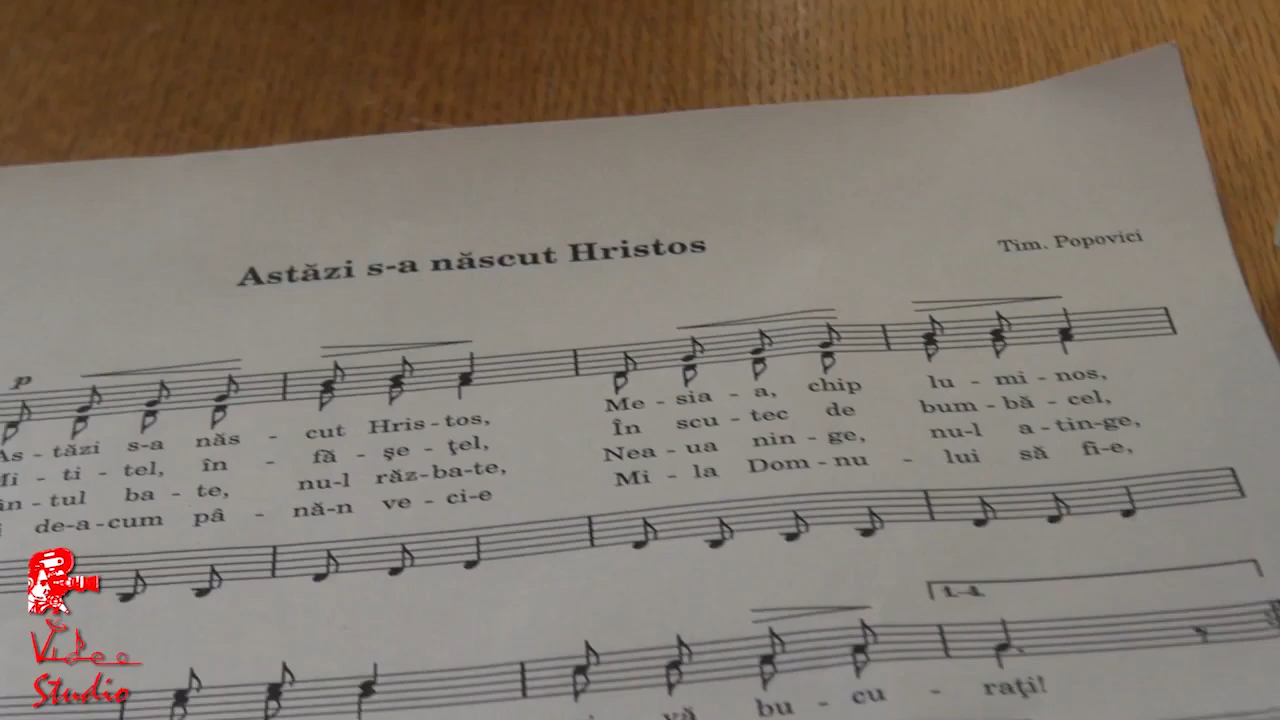 Astăzi s-a născut Hristos
Tim. Popovici
p
As - tăzi s-a năs - cut Hris - tos, Me - sia - a, chip lu - mi - nos,
Mi - ti - tel, în - fă - şe - ţel, În scu - tec de bum - bă - cel,
în - tul ba - te, nu-l răz-ba-te, Nea - ua nin - ge, nu-l a - tin-ge,
de-a-cum pâ - nă-n ve - ci-e Mi - la Dom - nu - lui să fi-e,
1-4.
vă bu - cu - raţi!
Video
Studio